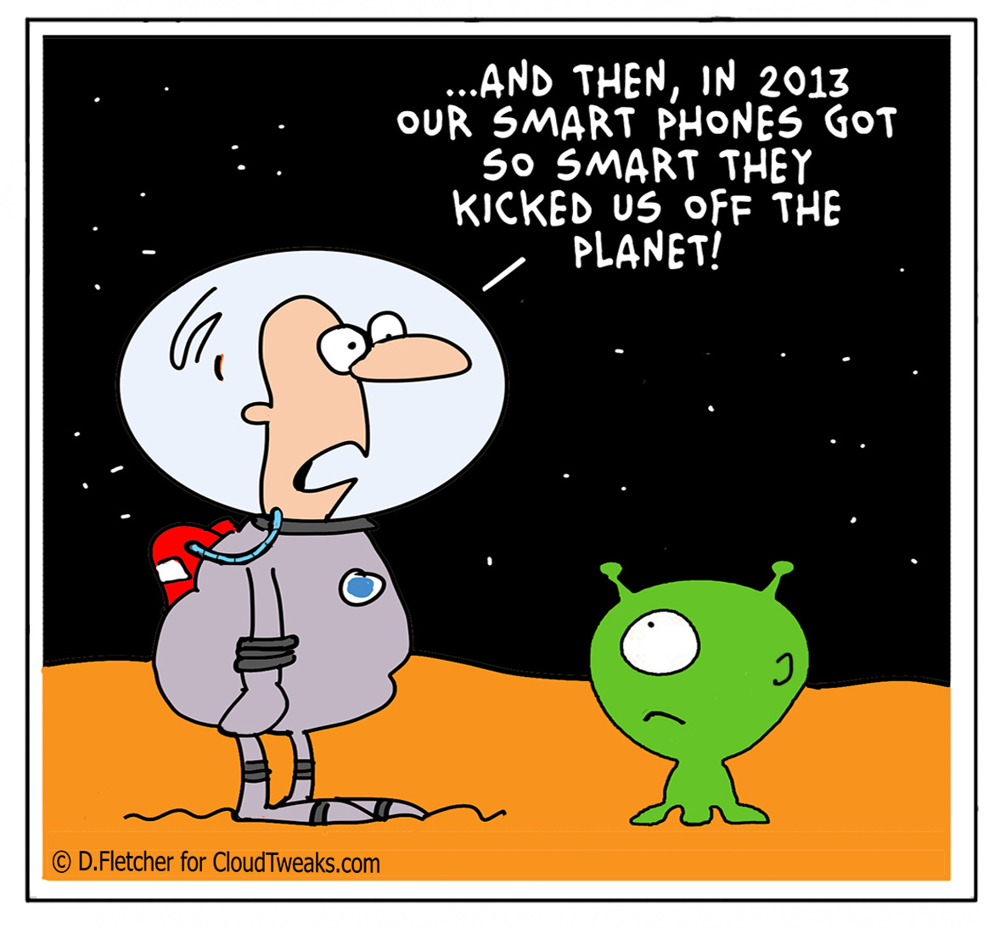 ...AND THEN, IN 2013
OUR SMART PHONES GOT
SO SMART THEY
KICKED US OFF THE
PLANET!
© D.Fletcher for CloudTweaks.com